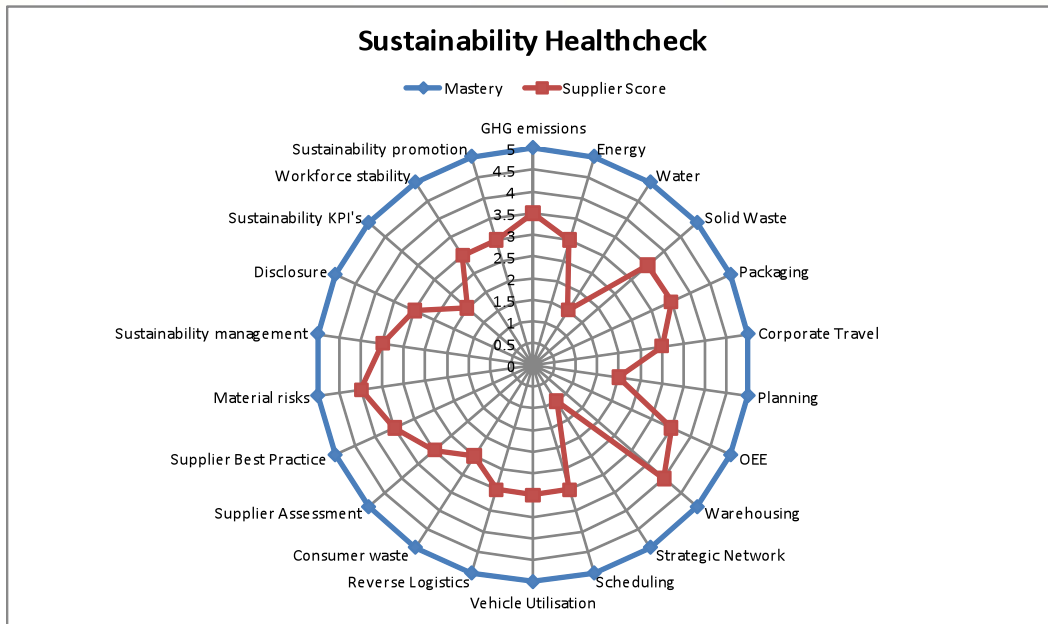 Sustainability Healthcheck
Mastery
Supplier Score
GHG emissions
Energy
Water
Solid Waste
Packaging
Corporate Travel
Planning
OEE
Warehousing
Strategic Network
Scheduling
Vehicle Utilisation
Reverse Logistics
Consumer waste
Supplier Assessment
Supplier Best Practice
Material risks
Sustainability management
Disclosure
Sustainability KPI's
Workforce stability
Sustainability promotion
5
4.5
4
3.5
3
2.5
2
1.5
1
0.5
0